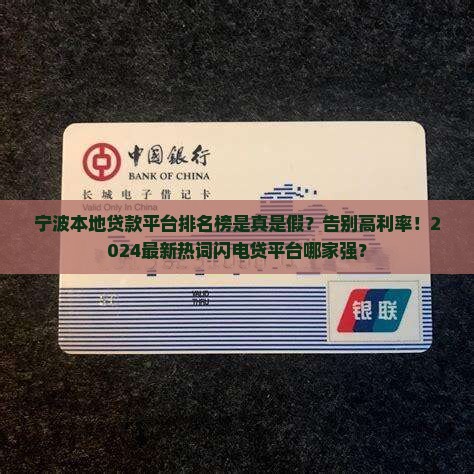 中国银行
BANK OF CHINA
长城电子借记卡
Valid Only In China
宁波本地贷款平台排名榜是真是假？告别高利率！2
024最新热词闪电贷平台哪家强？
银联